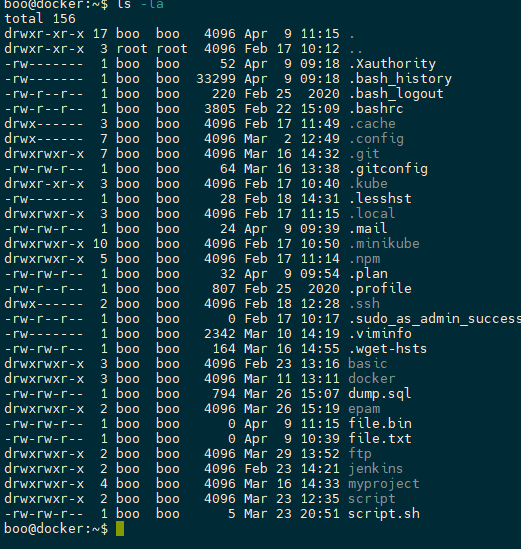 boo@docker:~$ ls -la
total 156
drwxr-xr-x 17 boo  boo   4096 Apr  9 11:15 .
drwxr-xr-x  3 root root  4096 Feb 17 10:12 ..
-rw-------  1 boo  boo     52 Apr  9 09:18 .Xauthority
-rw-------  1 boo  boo  33299 Apr  9 09:18 .bash_history
-rw-r--r--  1 boo  boo    220 Feb 25  2020 .bash_logout
-rw-r--r--  1 boo  boo   3805 Feb 22 15:09 .bashrc
drwx------  3 boo  boo   4096 Feb 17 11:49 .cache
drwx------  7 boo  boo   4096 Mar  2 12:49 .config
drwxrwxr-x  7 boo  boo   4096 Mar 16 14:32 .git
-rw-rw-r--  1 boo  boo     64 Mar 16 13:38 .gitconfig
drwxr-xr-x  3 boo  boo   4096 Feb 17 10:40 .kube
-rw-------  1 boo  boo     28 Feb 18 14:31 .lesshst
drwxrwxr-x  3 boo  boo   4096 Feb 17 11:15 .local
-rw-rw-r--  1 boo  boo     24 Apr  9 09:39 .mail
drwxrwxr-x 10 boo  boo   4096 Feb 17 10:50 .minikube
drwxrwxr-x  5 boo  boo   4096 Feb 17 11:14 .npm
-rw-rw-r--  1 boo  boo     32 Apr  9 09:54 .plan
-rw-r--r--  1 boo  boo    807 Feb 25  2020 .profile
drwx------  2 boo  boo   4096 Feb 18 12:28 .ssh
-rw-r--r--  1 boo  boo      0 Feb 17 10:17 .sudo_as_admin_success
-rw-------  1 boo  boo   2342 Mar 10 14:19 .viminfo
-rw-rw-r--  1 boo  boo    164 Mar 16 14:55 .wget-hsts
drwxrwxr-x  3 boo  boo   4096 Feb 23 13:16 basic
drwxrwxr-x  3 boo  boo   4096 Mar 11 13:11 docker
-rw-rw-r--  1 boo  boo    794 Mar 26 15:07 dump.sql
drwxrwxr-x  2 boo  boo   4096 Mar 26 15:19 epam
-rw-rw-r--  1 boo  boo      0 Apr  9 11:15 file.bin
-rw-rw-r--  1 boo  boo      0 Apr  9 10:39 file.txt
drwxrwxr-x  2 boo  boo   4096 Mar 29 13:52 ftp
drwxrwxr-x  2 boo  boo   4096 Feb 23 14:21 jenkins
drwxrwxr-x  4 boo  boo   4096 Mar 16 14:33 myproject
drwxrwxr-x  2 boo  boo   4096 Mar 23 12:35 script
-rw-rw-r--  1 boo  boo      5 Mar 23 20:51 script.sh
boo@docker:~$